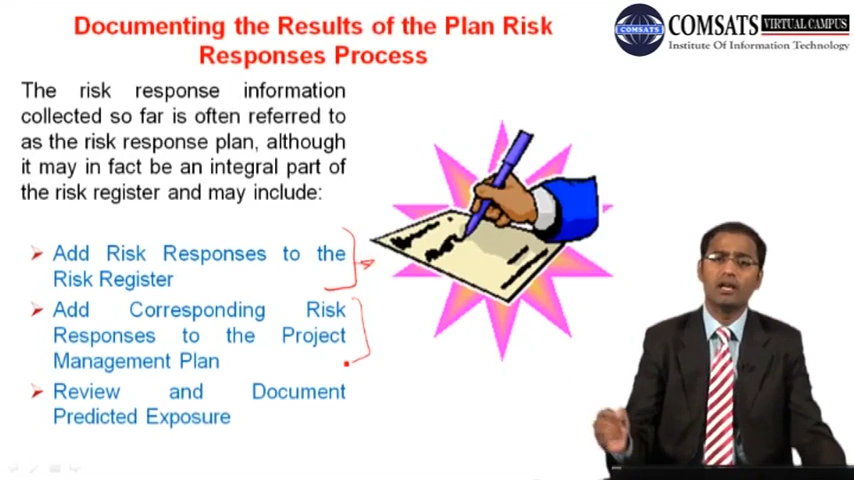 Documenting the Results of the Plan Risk
Responses Process
COMSATS
COMSATS VIRTUAL CAMPUS
Institute Of Information Technology
The risk response information
collected so far is often referred to
as the risk response plan, although
it may in fact be an integral part of
the risk register and may include:
Add Risk Responses to the
Risk Register
Add Corresponding Risk
Responses to the Project
Management Plan
Review and Document
Predicted Exposure